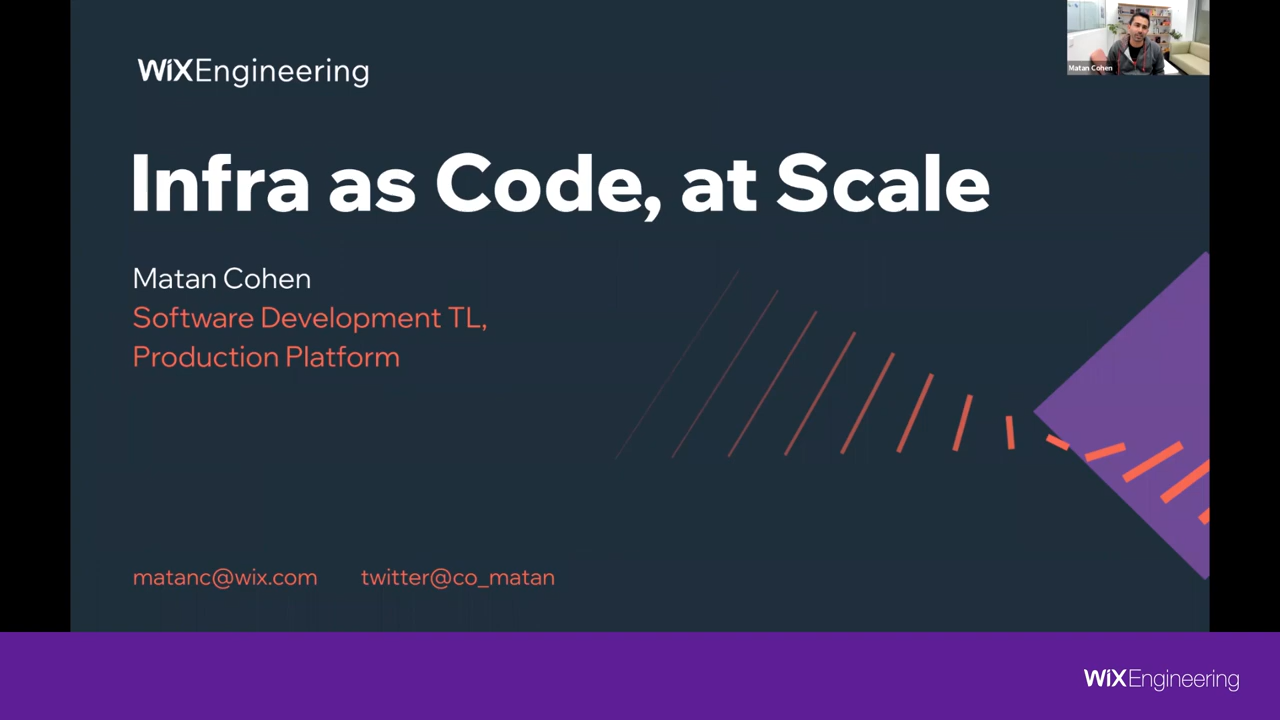 WiXEngineering
Matan Cohen
Infra as Code, at Scale
Matan Cohen
Software Development TL,
Production Platform
matanc@wix.com
twitter@co_matan
WiXEngineering